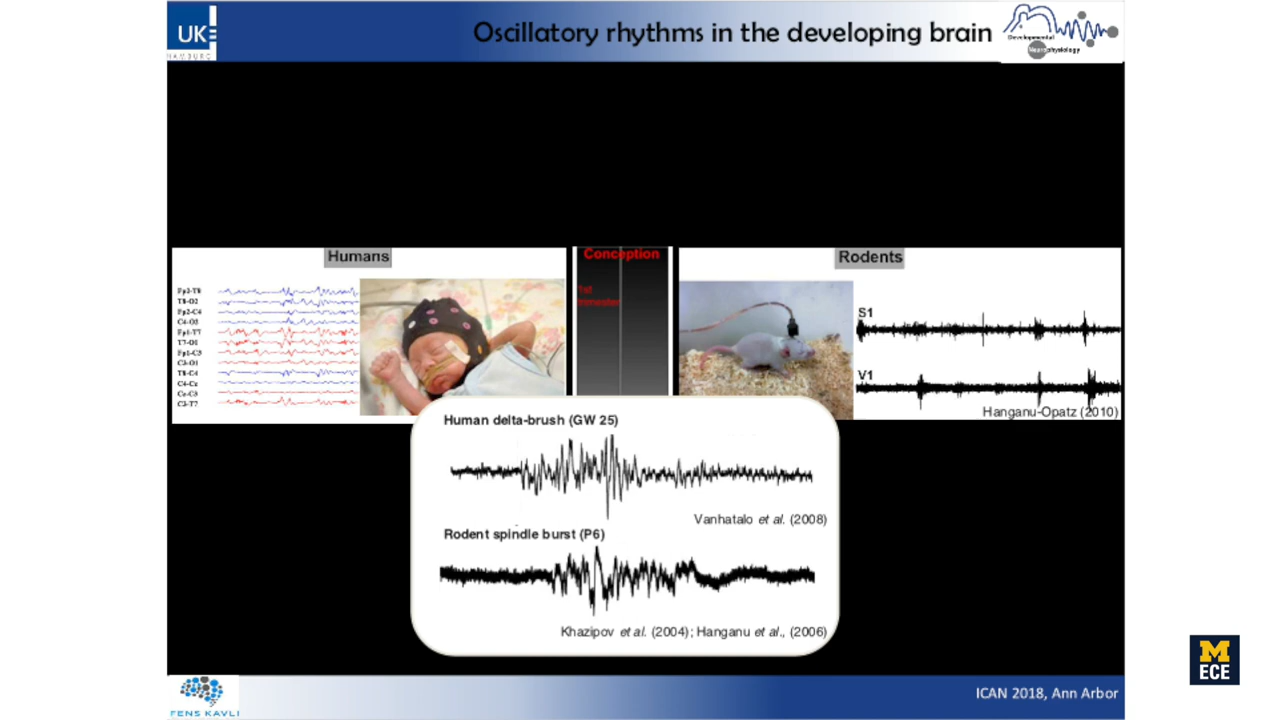 UK
HAMBURG
Oscillatory rhythms in the developing brain
Developmental
Neurophysiology
Humans
Conception
Rodents
Fp2-T8
T8-O2
Fp2-C4
C4-O2
Fp1-T7
T7-O1
Fp1-C3
C3-O1
T8-C4
C4-Cz
Cz-C3
C3-T7
2nd
trimester
S1
V1
Hanganu-Opatz (2010)
Human delta-brush (GW 25)
Vanhatalo et al. (2008)
Rodent spindle burst (P6)
Khazipov et al. (2004); Hanganu et al., (2006)
M
ECE
FENS KAVLI
ICAN 2018, Ann Arbor